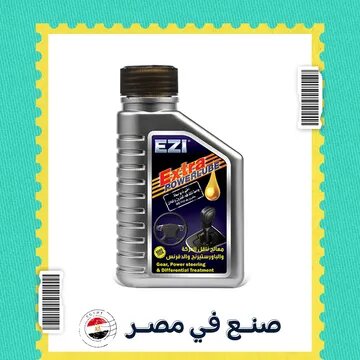 EZI
Extra
POWERLUBE
معالج ناقل الحركة
والباورستيرنج والدفرنس
Gear, Power steering
& Differential Treatment
صنع في مصر